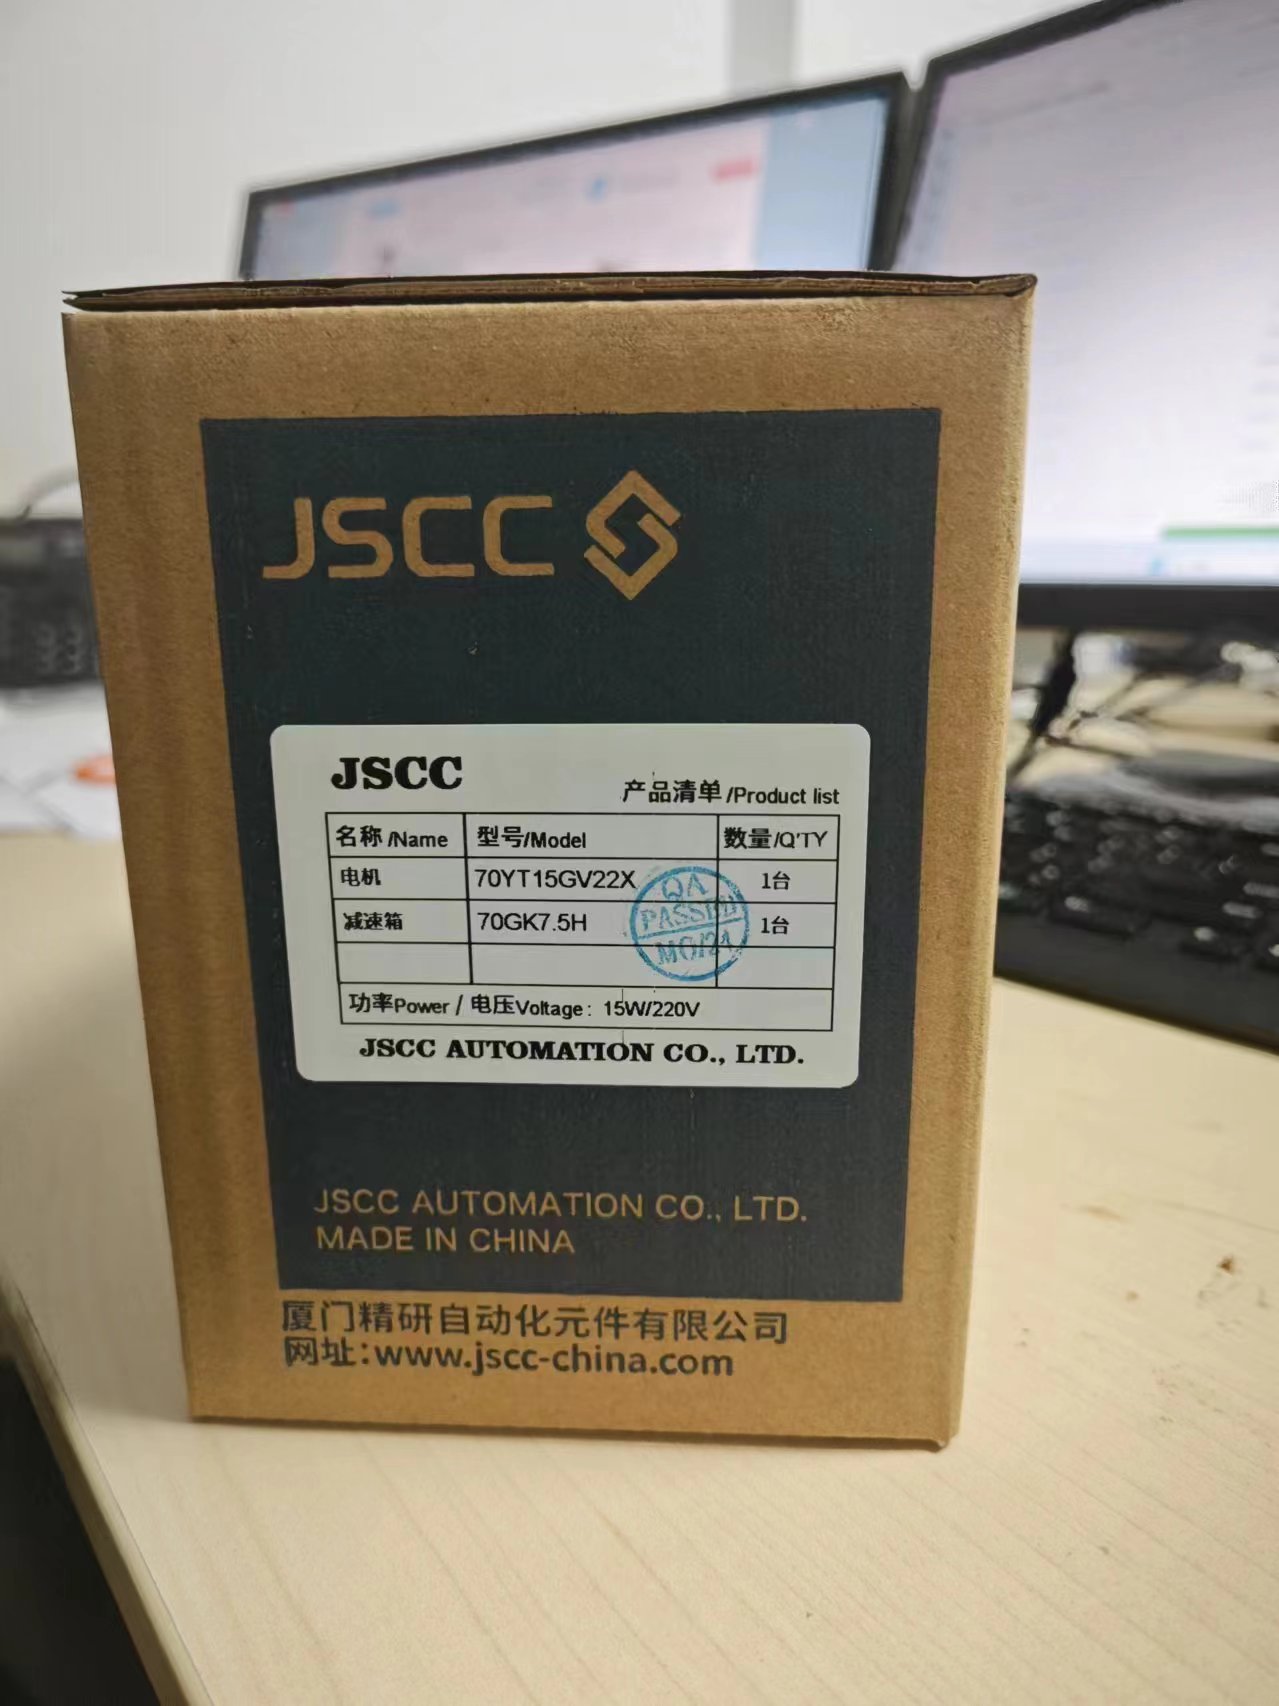 JSCC
JSCC
产品清单/Product list
名称/Name 型号/Model 数量/Q'TY
电机 70YT15GV22X 1台
减速箱 70GK7.5H 1台
QA
PASSED
功率Power / 电压Voltage: 15W/220V
JSCC AUTOMATION CO., LTD.
JSCC AUTOMATION CO., LTD.
MADE IN CHINA
厦门精研自动化元件有限公司
网址:www.jscc-china.com